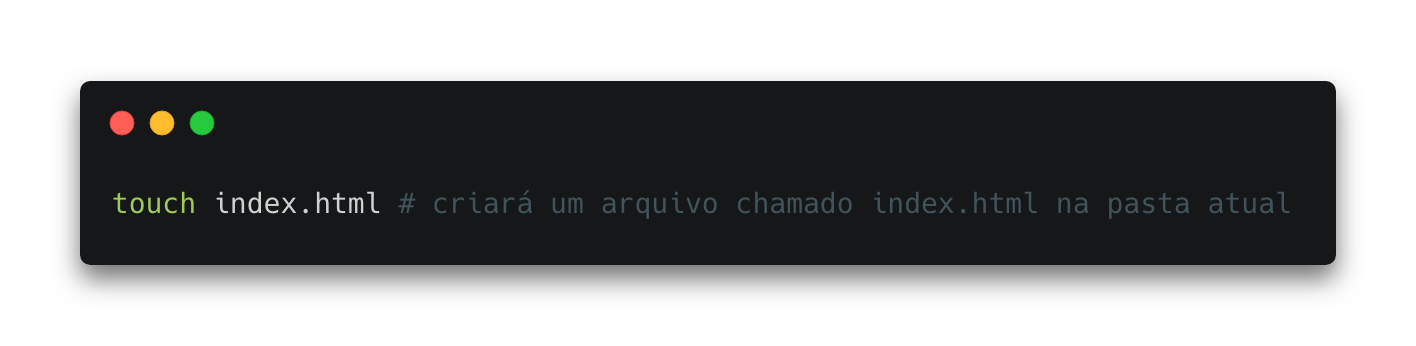 touch index.html # criará um arquivo chamado index.html na pasta atual